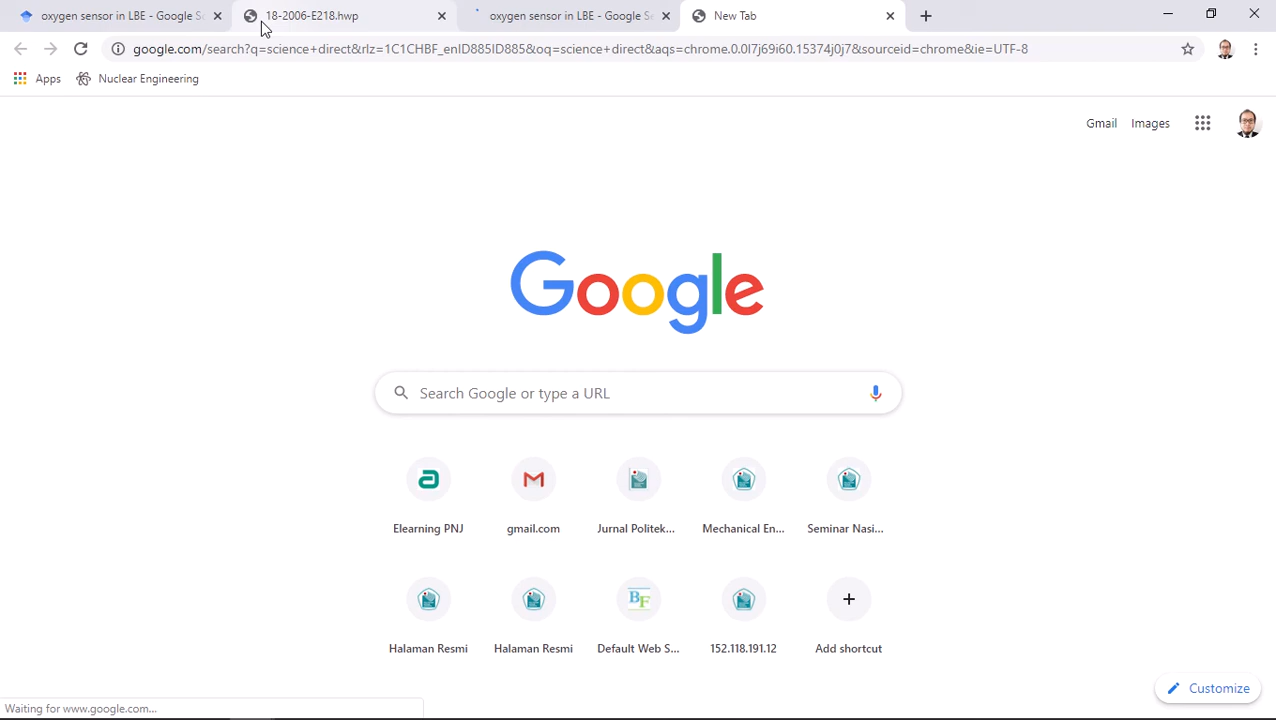 oxygen sensor in LBE - Google Sc
18-2006-E218.hwp
oxygen sensor in LBE - Google Se
New Tab
google.com/search?q=science+direct&rlz=1C1CHBF_enID885ID885&oq=science+direct&aqs=chrome.0.0l7j69i60.15374j0j7&sourceid=chrome&ie=UTF-8
Apps Nuclear Engineering
Gmail Images
Google
Search Google or type a URL
Elearning PNJ gmail.com Jurnal Politek... Mechanical En... Seminar Nasi...
BF
Halaman Resmi Halaman Resmi Default Web S... 152.118.191.12 Add shortcut
Customize
Waiting for www.google.com...